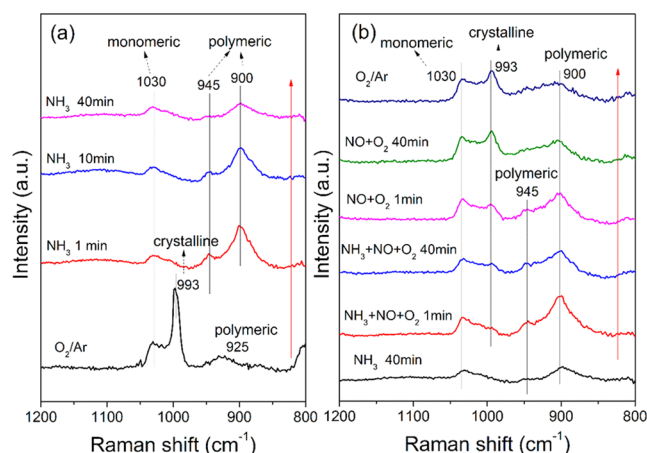 (a)
monomeric
polymeric
1030
945
900
NH3 40min
NH3 10min
NH3 1 min
crystalline
993
polymeric
925
O2/Ar
Intensity (a.u.)
1200
1100
1000
900
800
Raman shift (cm-1)
(b)
crystalline
monomeric
polymeric
1030
993
900
O2/Ar
NO+O2 40min
polymeric
945
NO+O2 1min
NH3+NO+O2 40min
NH3+NO+O2 1min
NH3 40min
Intensity (a.u.)
1200
1100
1000
900
800
Raman shift (cm-1)